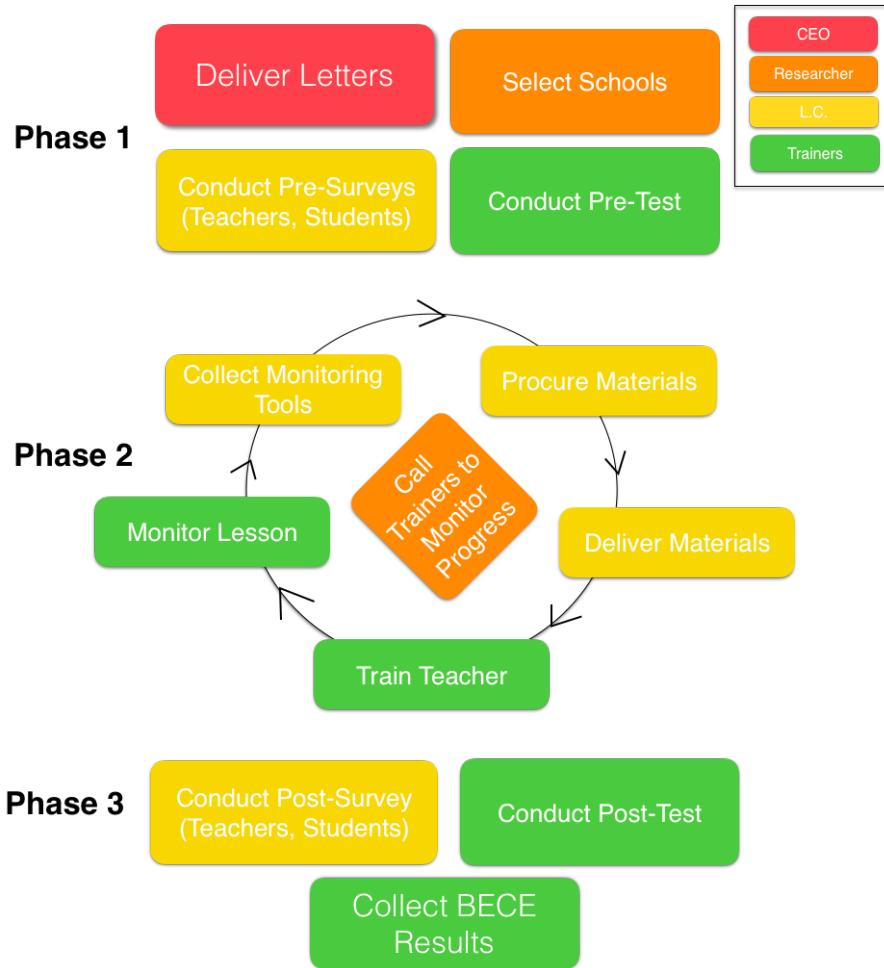 Deliver Letters
Select Schools
CEO
Researcher
L.C.
Trainers
Phase 1
Conduct Pre-Surveys
(Teachers, Students)
Conduct Pre-Test
Collect Monitoring
Tools
Procure Materials
Phase 2
Call
Trainers to
Monitor
Progress
Monitor Lesson
Deliver Materials
Train Teacher
Phase 3
Conduct Post-Survey
(Teachers, Students)
Conduct Post-Test
Collect BECE
Results